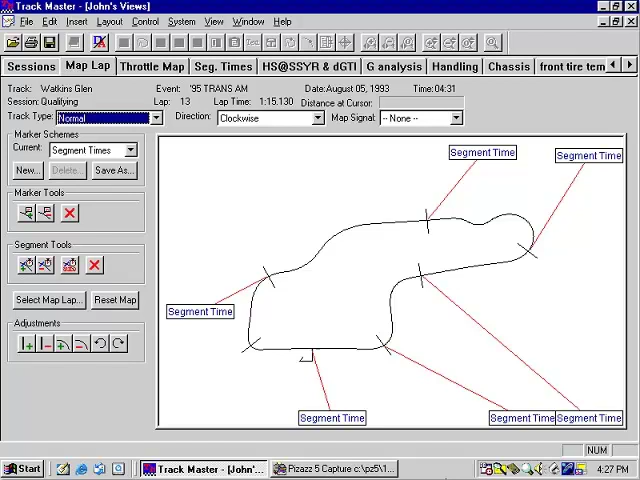 Track Master - [John's Views]
File Edit Insert Layout Control System View Window Help
Sessions Map Lap Throttle Map Seg. Times HS@SSYR & dGTI G analysis Handling Chassis front tire tem
Track: Watkins Glen Event: '95 TRANS AM Date:August 05, 1993 Time:04:31
Session: Qualifying Lap: 13 Lap Time: 1:15.130 Distance at Cursor:
Track Type: Normal Direction: Clockwise Map Signal: -- None --
Marker Schemes
Current: Segment Times
New... Delete... Save As...
Marker Tools
Segment Tools
Select Map Lap... Reset Map
Adjustments
Segment Time
Segment Time
Segment Time
Segment Time
Segment Time
Segment Time
NUM
Start Track Master - [John'... Pizazz 5 Capture c:\pz5\1... 4:27 PM